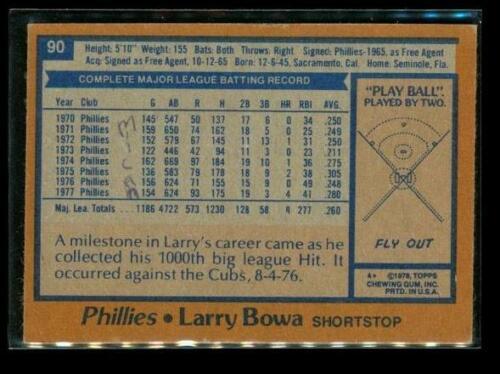 90
Height: 5'10" Weight: 155 Bats: Both Throws: Right Signed: Phillies-1965, as Free Agent
Acq: Signed as Free Agent, 10-12-65 Born: 12-6-45, Sacramento, Cal. Home: Seminole, Fla.
COMPLETE MAJOR LEAGUE BATTING RECORD
Year Club G AB R H 2B 3B HR RBI AVG.
1970 Phillies 145 547 50 137 17 6 0 34 .250
1971 Phillies 159 650 74 162 18 5 0 25 .249
1972 Phillies 152 579 67 145 11 13 1 31 .250
1973 Phillies 122 446 42 94 11 3 0 23 .211
1974 Phillies 162 669 97 184 19 10 1 36 .275
1975 Phillies 136 583 79 178 18 9 2 38 .305
1976 Phillies 156 624 71 155 15 9 0 49 .248
1977 Phillies 154 624 93 175 19 3 4 41 .280
Maj. Lea. Totals 1186 4722 573 1230 128 58 8 277 .260
A milestone in Larry's career came as he
collected his 1000th big league Hit. It
occurred against the Cubs, 8-4-76.
"PLAY BALL"
PLAYED BY TWO.
FLY OUT
©1978, TOPPS
CHEWING GUM, INC.
PRTD. IN U.S.A.
Phillies • Larry Bowa SHORTSTOP